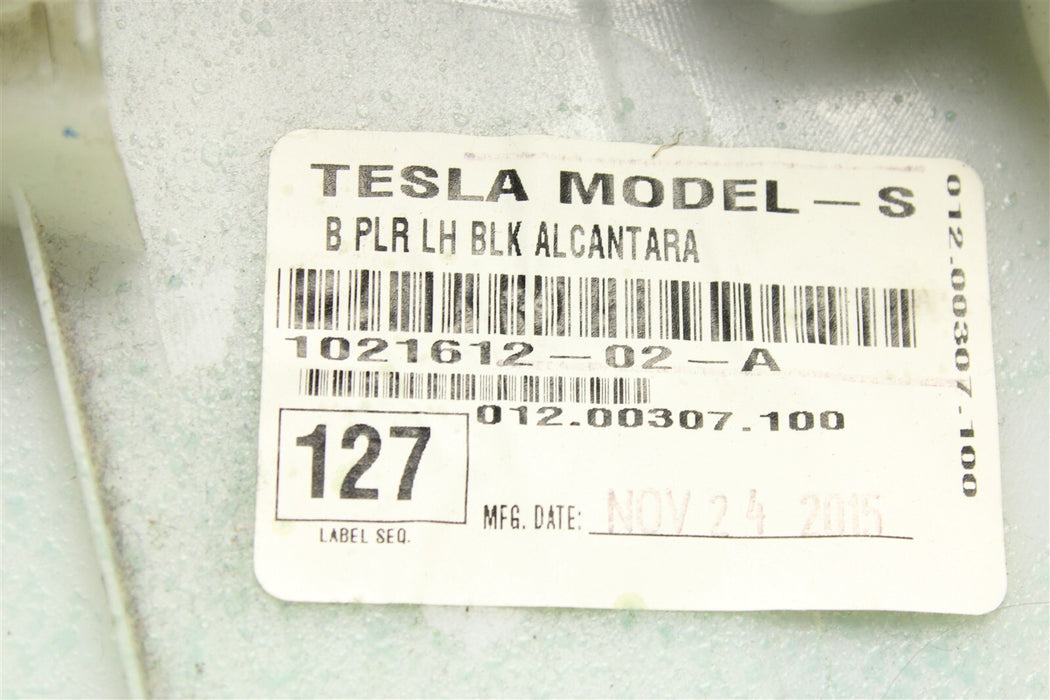 TESLA MODEL - S
B PLR LH BLK ALCANTARA
1021612-02-A
012.00307.100
127
LABEL SEQ.
MFG. DATE: NOV 24 2015
012.00307.100